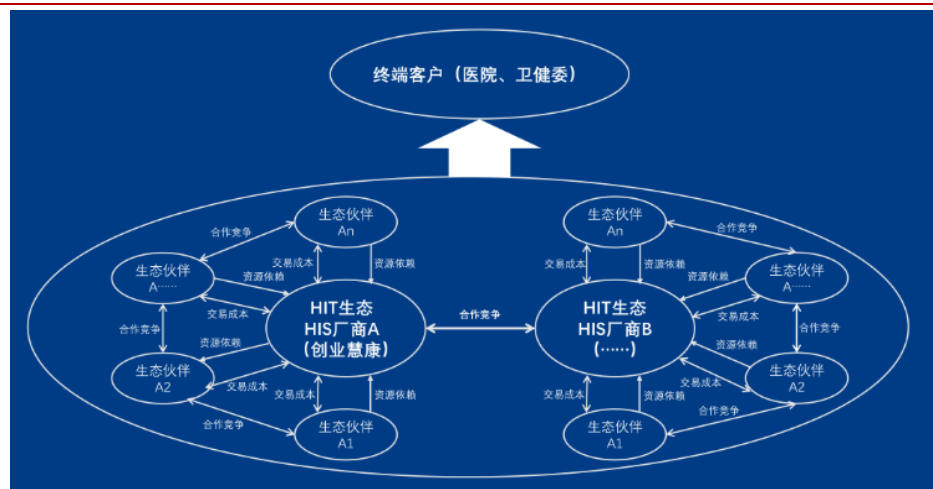 终端客户（医院、卫健委）
生态伙伴
An
合作竞争
交易成本
资源依赖
生态伙伴
A……
资源依赖
交易成本
HIT生态
HIS厂商A
（创业慧康）
合作竞争
资源依赖
生态伙伴
A2
交易成本
交易成本
资源依赖
合作竞争
生态伙伴
A1
合作竞争
生态伙伴
An
合作竞争
交易成本
资源依赖
资源依赖
生态伙伴
A……
交易成本
HIT生态
HIS厂商B
（……）
合作竞争
资源依赖
生态伙伴
A2
交易成本
交易成本
资源依赖
合作竞争
生态伙伴
A1